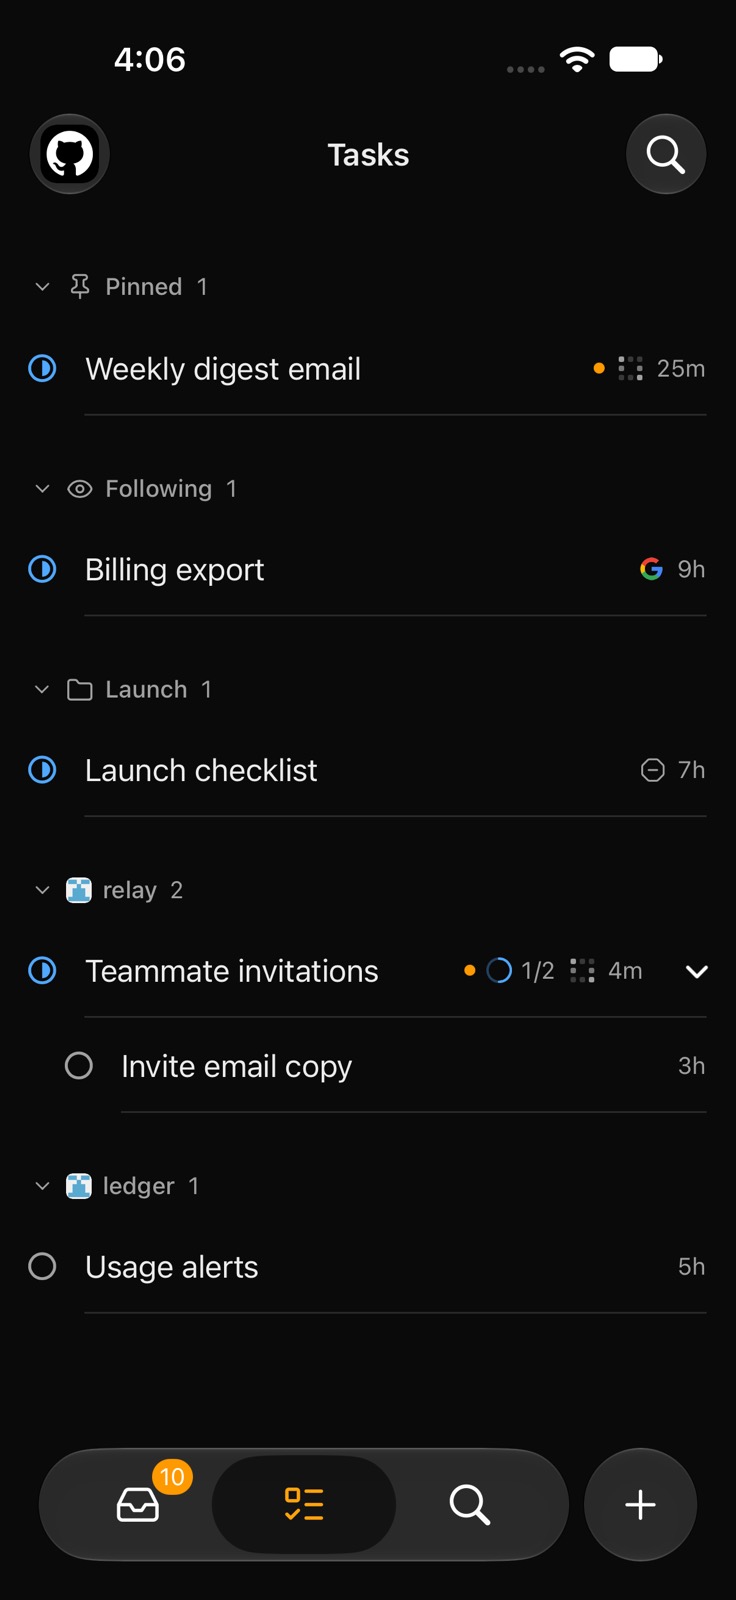 4:06
Tasks
Pinned 1
Weekly digest email 25m
Following 1
Billing export 9h
Launch 1
Launch checklist 7h
relay 2
Teammate invitations 1/2 4m
Invite email copy 3h
ledger 1
Usage alerts 5h
10